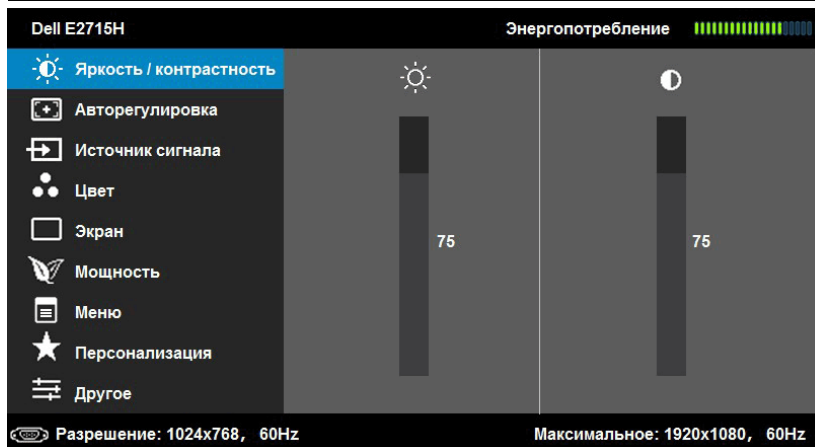 Dell E2715H Энергопотребление
Яркость / контрастность
Авторегулировка
Источник сигнала
Цвет
Экран
75 75
Мощность
Меню
Персонализация
Другое
Разрешение: 1024x768, 60Hz Максимальное: 1920x1080, 60Hz